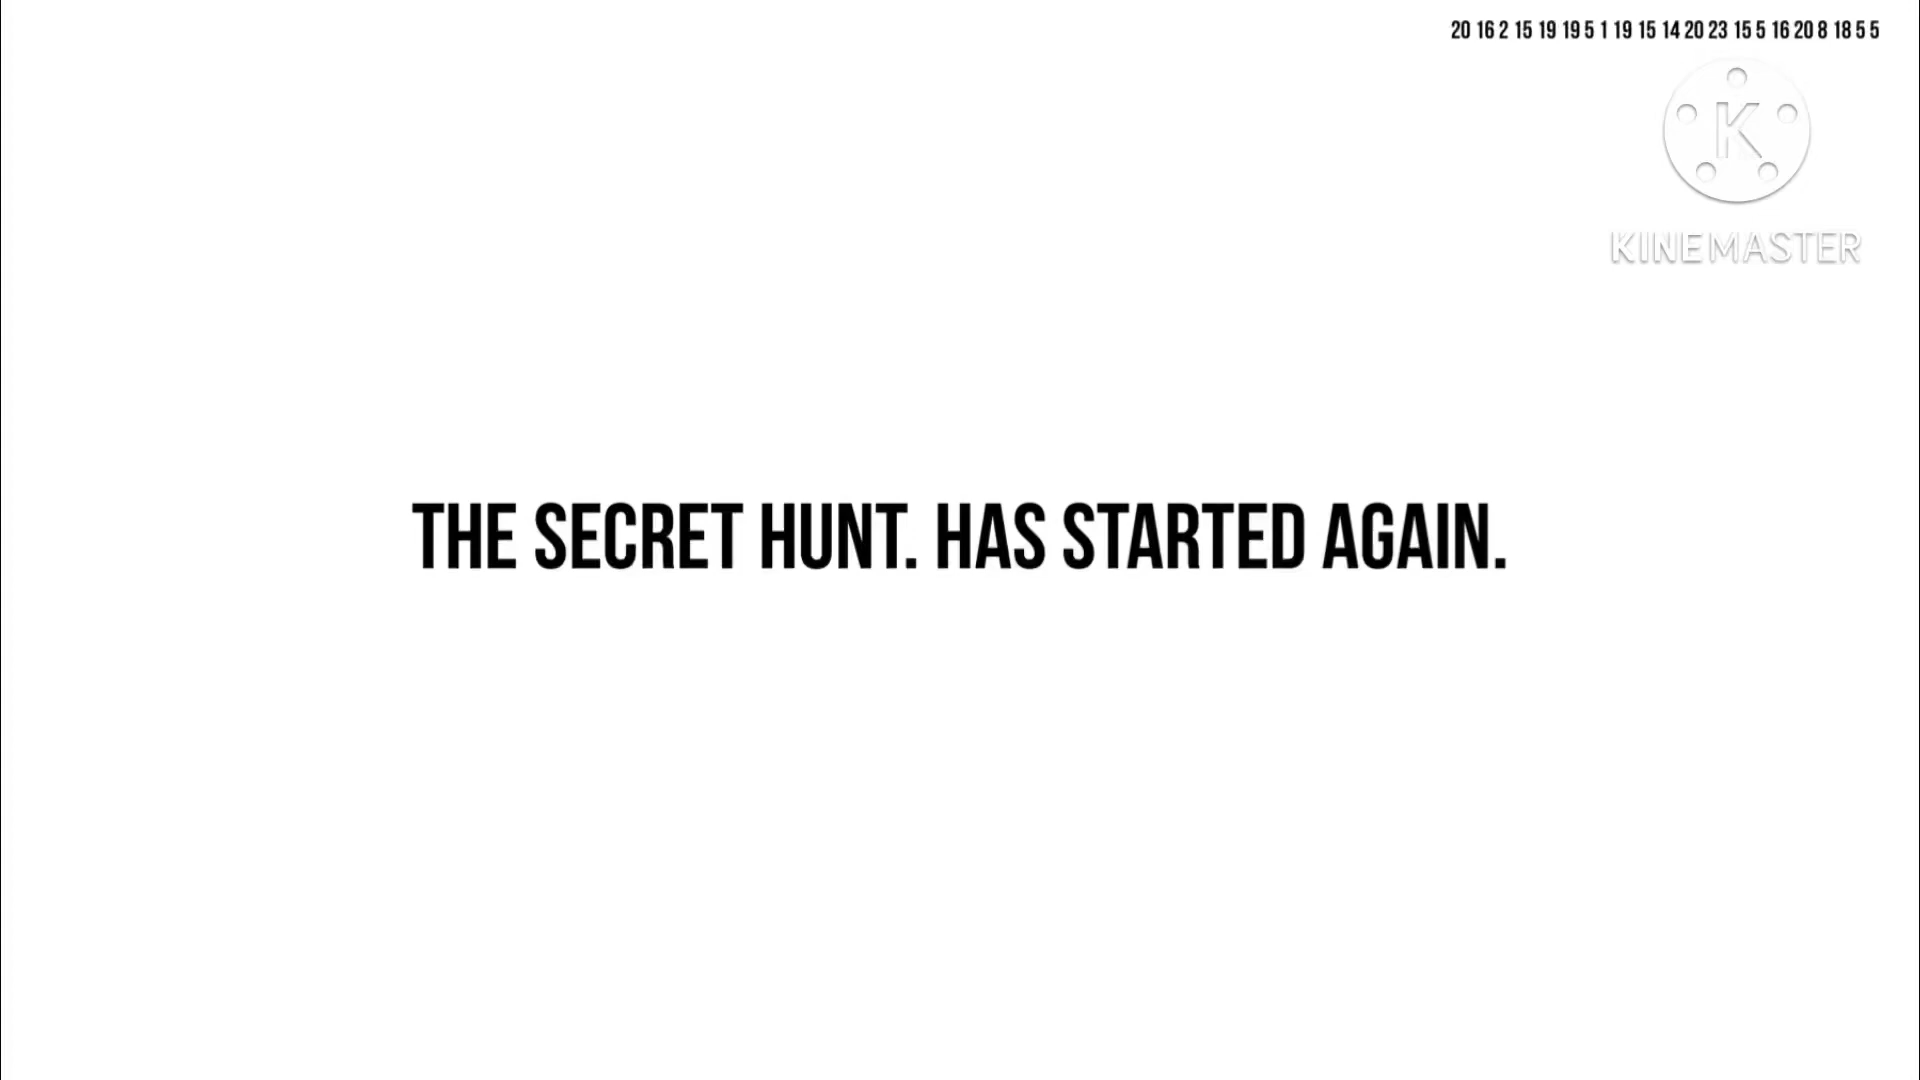 20 16 2 15 19 19 5 1 19 15 14 20 23 15 5 16 20 8 18 5 5
KINEMASTER
THE SECRET HUNT. HAS STARTED AGAIN.